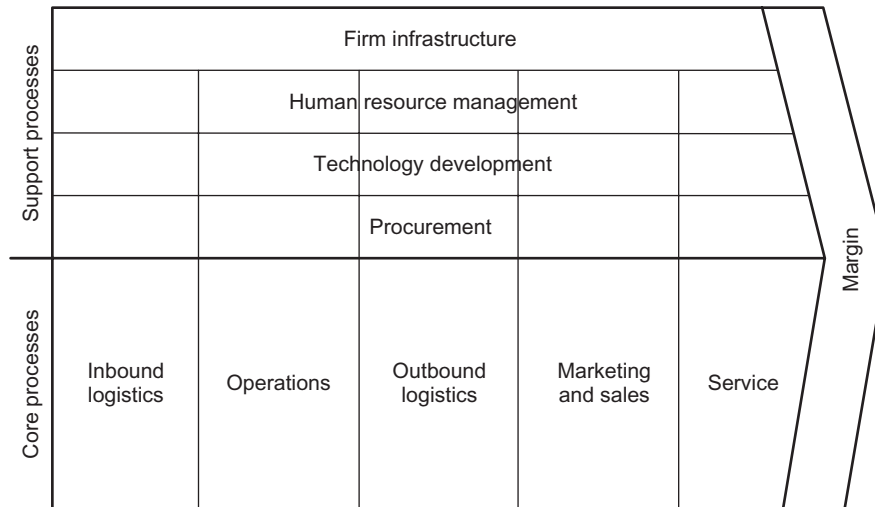 Support processes
Firm infrastructure
Human resource management
Technology development
Procurement
Core processes
Inbound
logistics
Operations
Outbound
logistics
Marketing
and sales
Service
Margin